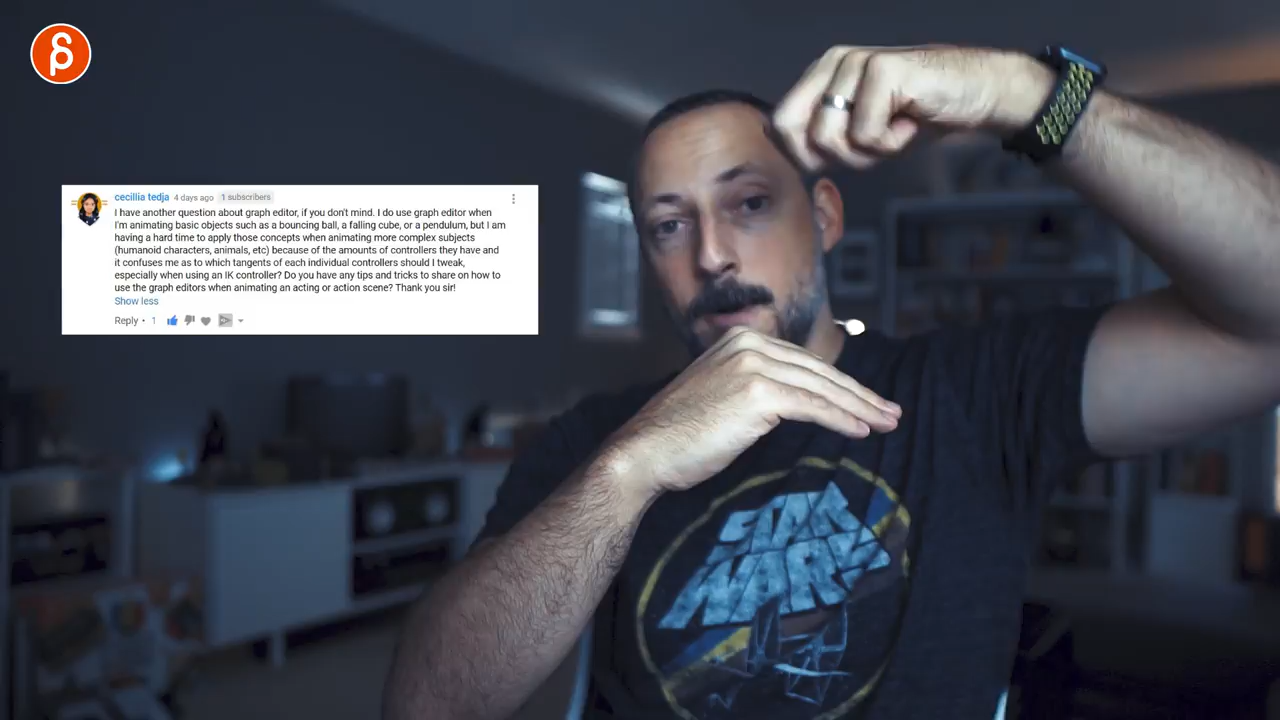 cecillia tedja 4 days ago 1 subscribers
I have another question about graph editor, if you don't mind. I do use graph editor when
I'm animating basic objects such as a bouncing ball, a falling cube, or a pendulum, but I am
having a hard time to apply those concepts when animating more complex subjects
(humanoid characters, animals, etc) because of the amounts of controllers they have and
it confuses me as to which tangents of each individual controllers should I tweak,
especially when using an IK controller? Do you have any tips and tricks to share on how to
use the graph editors when animating an acting or action scene? Thank you sir!
Show less
Reply • 1
STAR
WARS